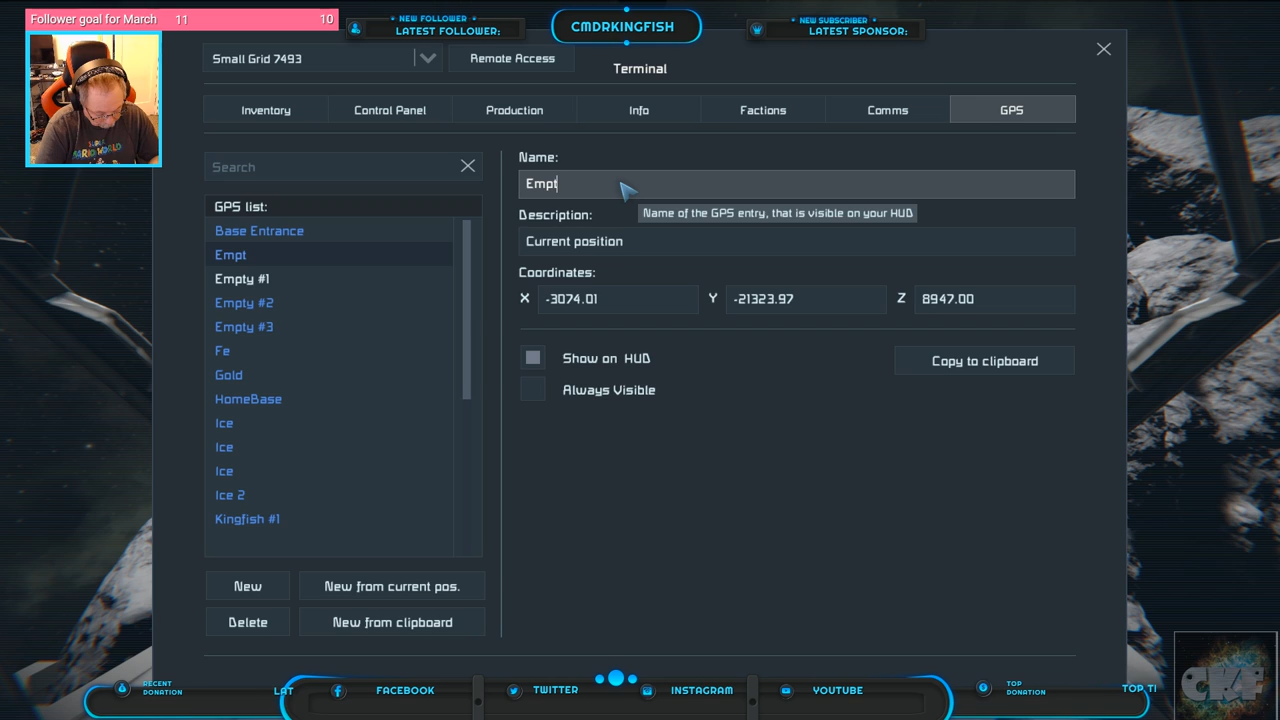 Follower goal for March 11 10
NEW FOLLOWER
LATEST FOLLOWER:
CMDRKINGFISH
NEW SUBSCRIBER
LATEST SPONSOR:
Small Grid 7493
Remote Access
Terminal
Inventory
Control Panel
Production
Info
Factions
Comms
GPS
Search
GPS list:
Base Entrance
Empt
Empty #1
Empty #2
Empty #3
Fe
Gold
HomeBase
Ice
Ice
Ice
Ice 2
Kingfish #1
New
New from current pos.
Delete
New from clipboard
Name:
Empt
Name of the GPS entry, that is visible on your HUD
Description:
Current position
Coordinates:
X -3074.01 Y -21323.97 Z 8947.00
Show on HUD
Copy to clipboard
Always Visible
RECENT
DONATION
LAT
FACEBOOK
TWITTER
INSTAGRAM
YOUTUBE
TOP
DONATION
TOP TI
CKF